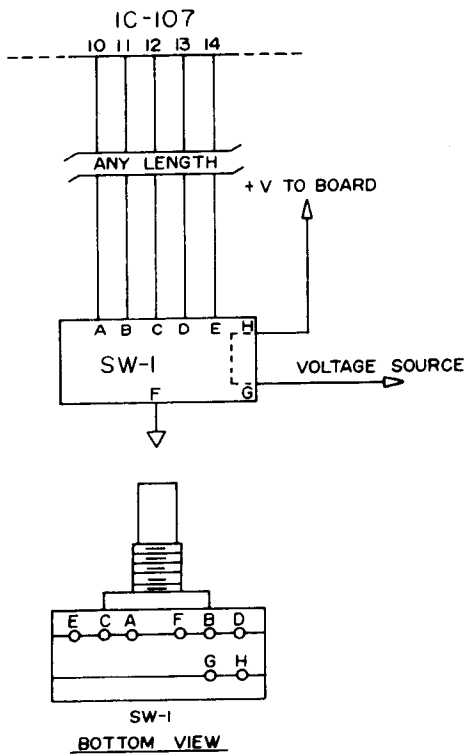 IC-107
10 11 12 13 14
ANY LENGTH
+V TO BOARD
A B C D E H
SW-1
VOLTAGE SOURCE
F G
E C A F B D
G H
SW-1
BOTTOM VIEW